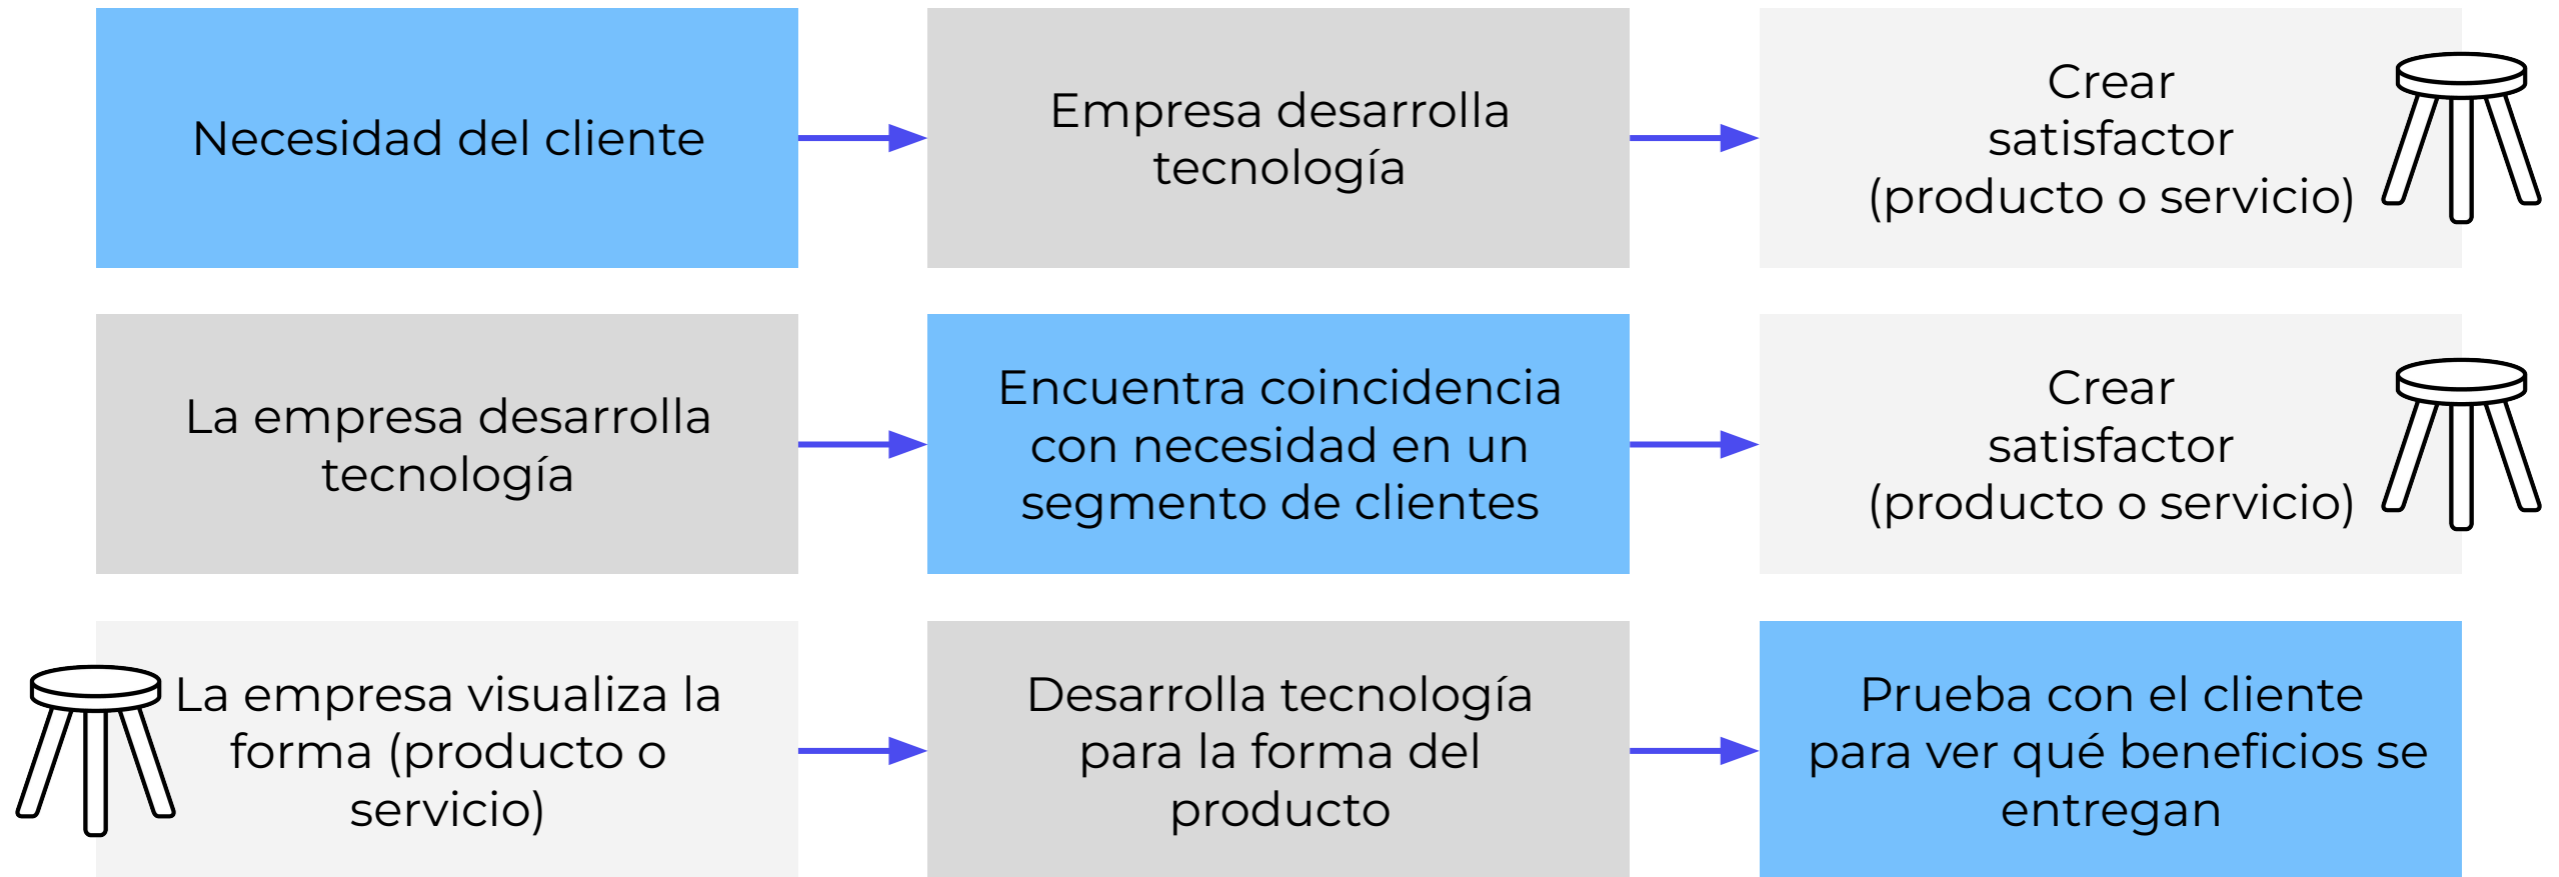 Necesidad del cliente
Empresa desarrolla
tecnología
Crear
satisfactor
(producto o servicio)
La empresa desarrolla
tecnología
Encuentra coincidencia
con necesidad en un
segmento de clientes
Crear
satisfactor
(producto o servicio)
La empresa visualiza la
forma (producto o
servicio)
Desarrolla tecnología
para la forma del
producto
Prueba con el cliente
para ver qué beneficios se
entregan